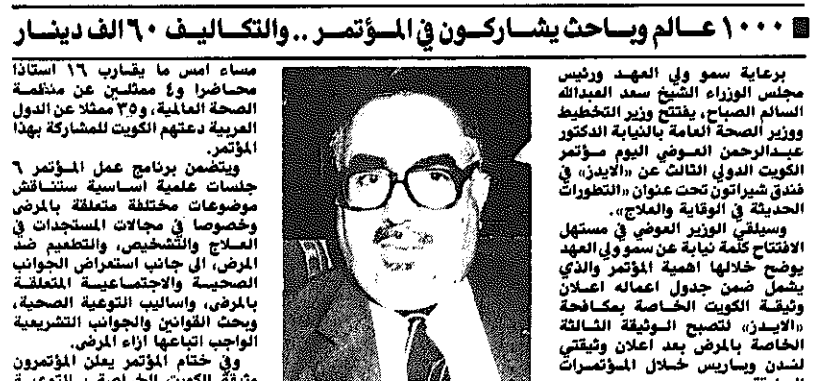 ١٠٠٠ عالم وباحث يشاركون في المؤتمر .. والتكاليف ٦٠ الف دينار
برعاية سمو ولي العهد ورئيس
مجلس الوزراء الشيخ سعد العبدالله
السالم الصباح، يفتتح وزير التخطيط
ووزير الصحة العامة بالنيابة الدكتور
عبدالرحمن العوضي اليوم مؤتمر
الكويت الدولي الثالث عن «الايدز» في
فندق شيراتون تحت عنوان «التطورات
الحديثة في الوقاية والعلاج».
وسيلقي الوزير العوضي في مستهل
الافتتاح كلمة نيابة عن سمو ولي العهد
يوضح خلالها اهمية المؤتمر والذي
يشمل ضمن جدول اعماله اعلان
وثيقة الكويت الخاصة بمكافحة
«الايدز» لتصبح الوثيقة الثالثة
الخاصة بالمرض بعد اعلان وثيقتي
لندن وباريس خلال المؤتمرات
مساء امس ما يقارب ١٦ استاذا
محاضرا و٤ ممثلين عن منظمة
الصحة العالمية، و٣٥ ممثلا عن الدول
العربية دعتهم الكويت للمشاركة بهذا
المؤتمر.
ويتضمن برنامج عمل المؤتمر ٦
جلسات علمية اساسية ستناقش
موضوعات مختلفة متعلقة بالمرض
وخصوصا في مجالات المستجدات في
العلاج والتشخيص، والتطعيم ضد
المرض، الى جانب استعراض الجوانب
الصحية والاجتماعية المتعلقة
بالمرض، واساليب التوعية الصحية،
وبحث القوانين والجوانب التشريعية
الواجب اتباعها ازاء المرض.
وفي ختام المؤتمر يعلن المؤتمرون
وثيقة الكويت الخاصة بالتوعية